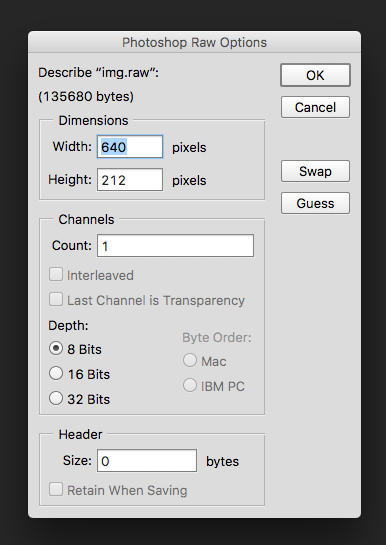 Photoshop Raw Options
Describe “img.raw”:
(135680 bytes)
OK
Cancel
Swap
Guess
Dimensions
Width: 640 pixels
Height: 212 pixels
Channels
Count: 1
Interleaved
Last Channel is Transparency
Depth:
8 Bits
16 Bits
32 Bits
Byte Order:
Mac
IBM PC
Header
Size: 0 bytes
Retain When Saving